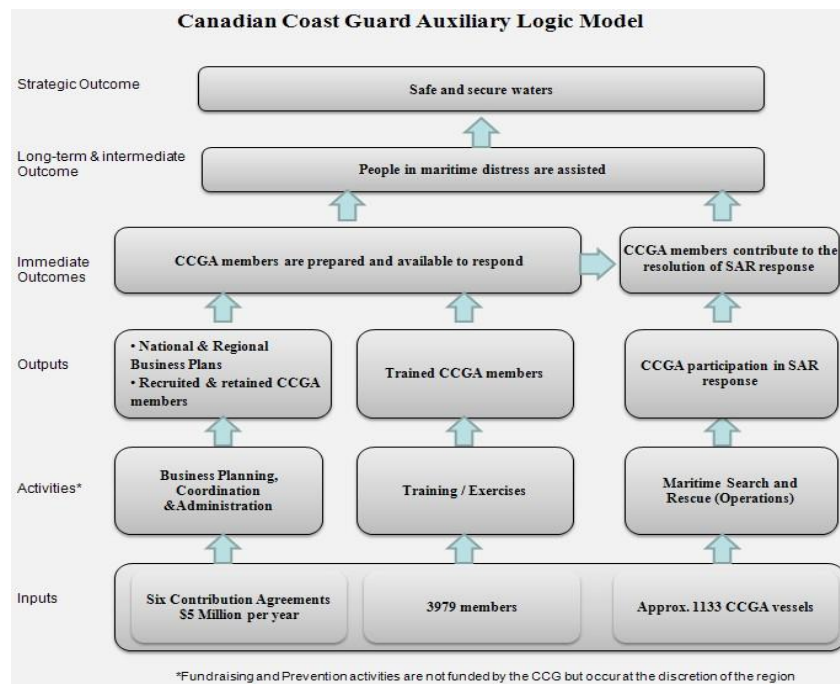 Canadian Coast Guard Auxiliary Logic Model
Strategic Outcome
Safe and secure waters
Long-term & intermediate
Outcome
People in maritime distress are assisted
Immediate
Outcomes
CCGA members are prepared and available to respond
CCGA members contribute to the
resolution of SAR response
Outputs
• National & Regional
Business Plans
• Recruited & retained CCGA
members
Trained CCGA members
CCGA participation in SAR
response
Activities*
Business Planning,
Coordination
&Administration
Training / Exercises
Maritime Search and
Rescue (Operations)
Inputs
Six Contribution Agreements
$5 Million per year
3979 members
Approx. 1133 CCGA vessels
*Fundraising and Prevention activities are not funded by the CCG but occur at the discretion of the region